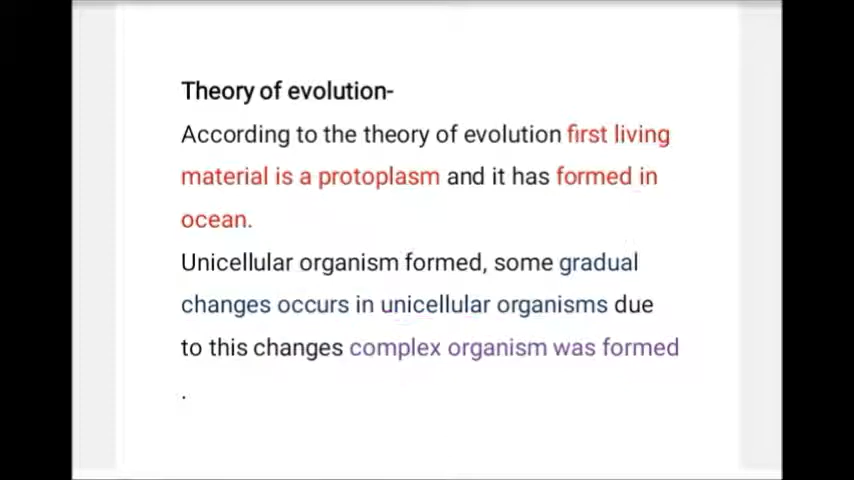 Theory of evolution-
According to the theory of evolution first living
material is a protoplasm and it has formed in
ocean.
Unicellular organism formed, some gradual
changes occurs in unicellular organisms due
to this changes complex organism was formed
.